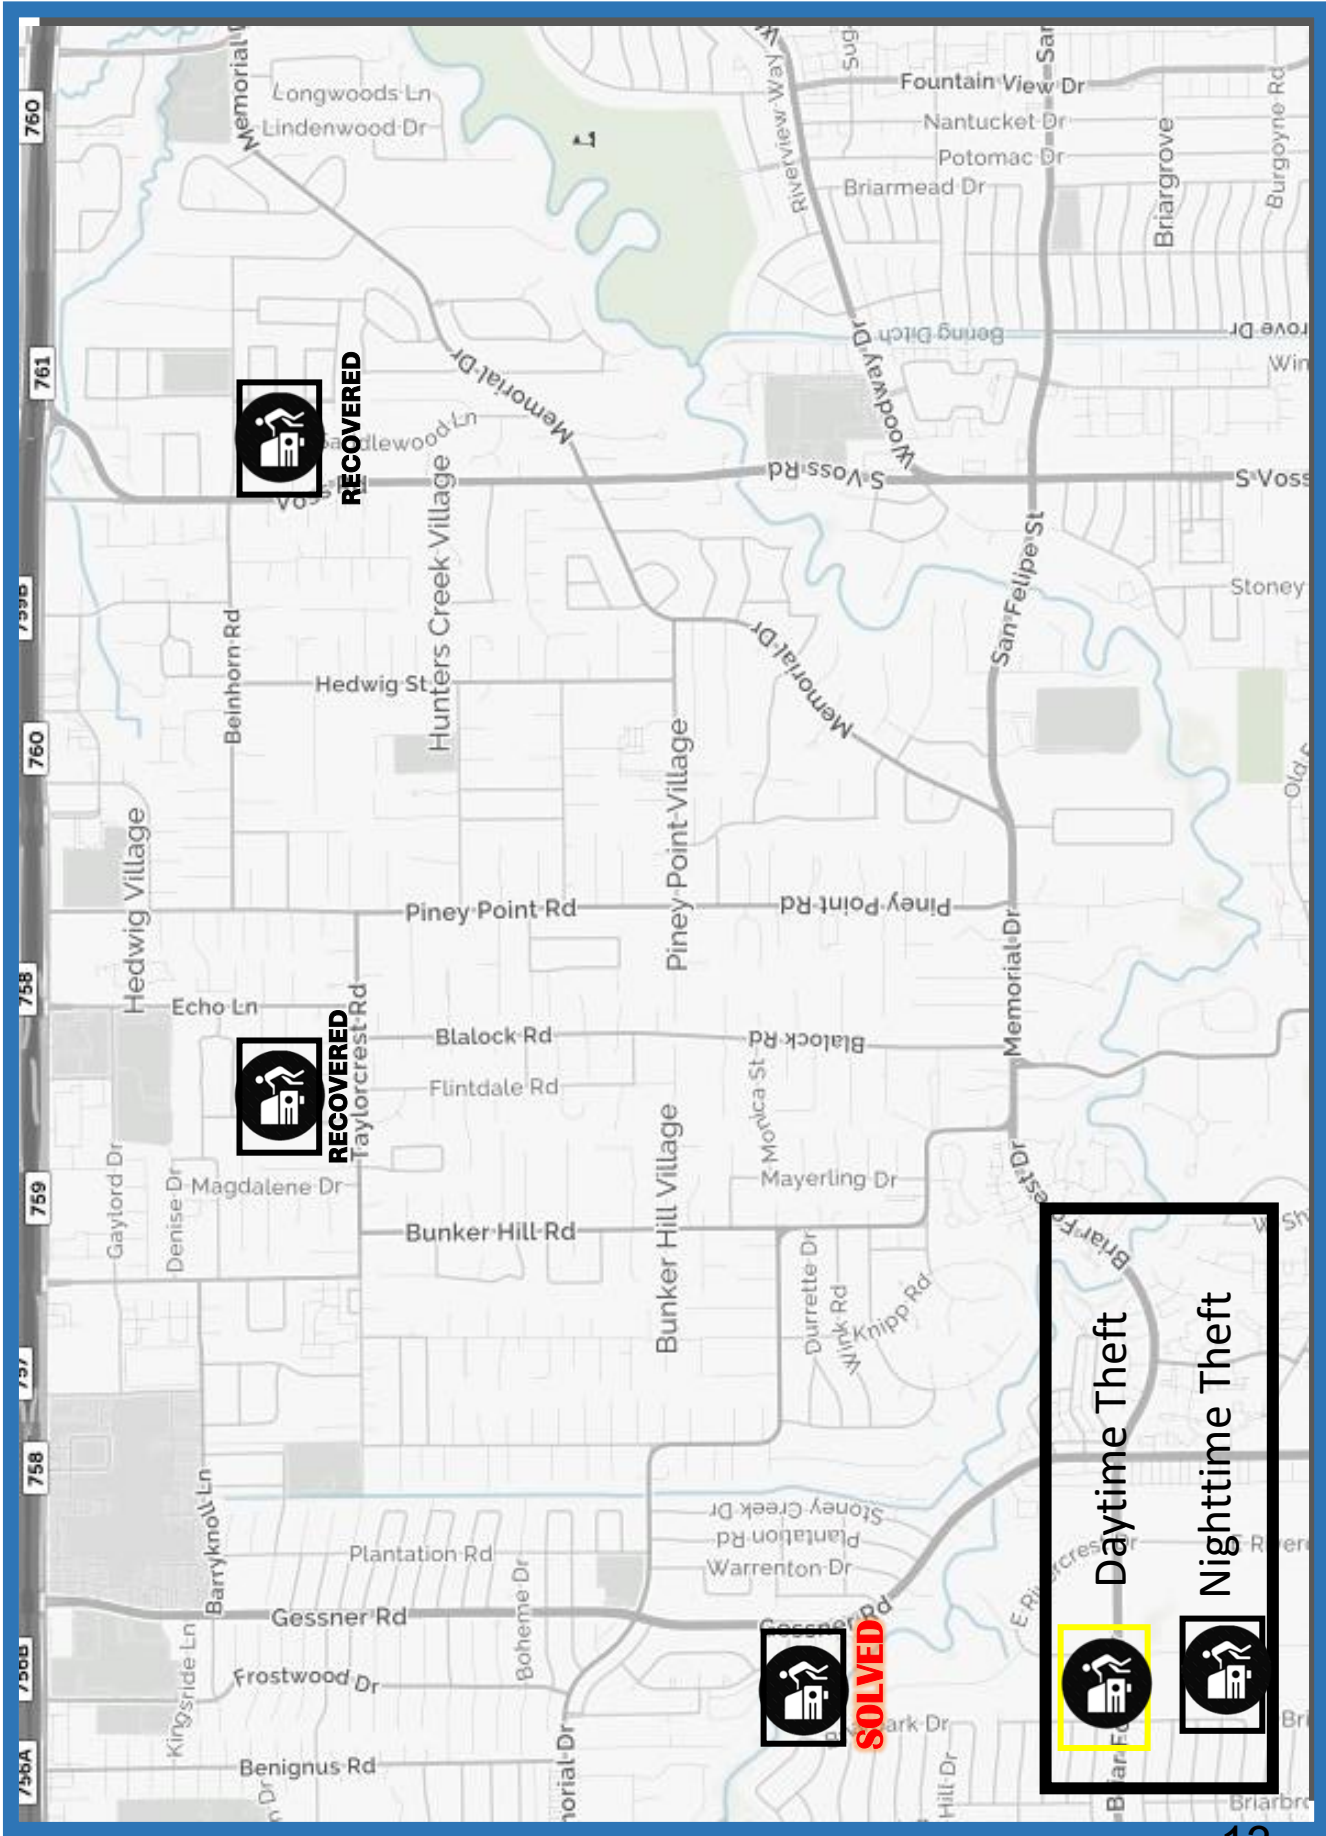 760
761
760
758
759
758
756A
Memorial
Longwoods Ln
Lindenwood Dr
Riverview Way
Fountain View Dr
Nantucket Dr
Potomac Dr
Briarmead Dr
Briargrove
Burgoyne Rd
Bering Ditch
Woodway Dr
Memorial Dr
RECOVERED
Voss Rd
S Voss Rd
S Voss
Hunters Creek Village
San Felipe St
Stoney
Beinhorn Rd
Hedwig St
Memorial Dr
Hedwig Village
Piney Point Village
Piney Point Rd
Piney Point Rd
Echo Ln
Taylorcrest Rd
RECOVERED
Blalock Rd
Blalock Rd
Flintdale Rd
Monica St
Memorial Dr
Gaylord Dr
Denise Dr
Magdalene Dr
Mayerling Dr
Bunker Hill Village
Bunker Hill Rd
Durrette Dr
Wink Rd
Knipp Rd
Barryknoll Ln
Stoney Creek Dr
Plantation Rd
Plantation Rd
Warrenton Dr
Gessner Rd
Gessner Rd
Boheme Dr
Kingsride Ln
Frostwood Dr
Benignus Rd
SOLVED
Daytime Theft
Nighttime Theft